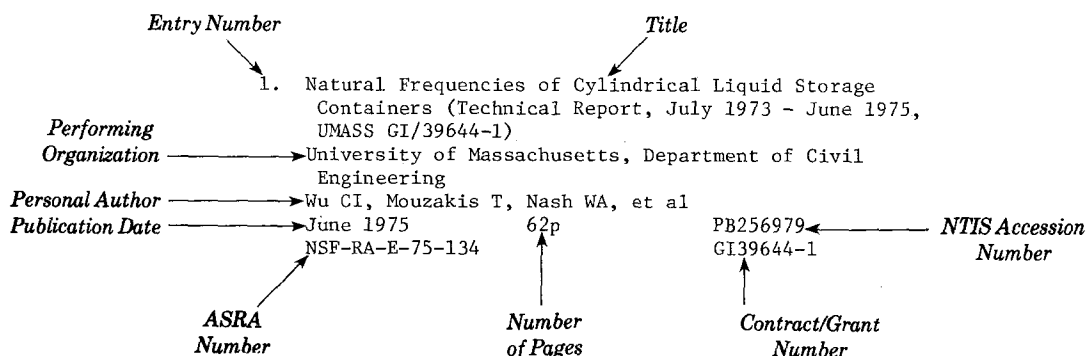 Entry Number
Title
1. Natural Frequencies of Cylindrical Liquid Storage
Containers (Technical Report, July 1973 - June 1975,
UMASS GI/39644-1)
Performing
Organization
University of Massachusetts, Department of Civil
Engineering
Personal Author
Wu CI, Mouzakis T, Nash WA, et al
Publication Date
June 1975 62p PB256979
NTIS Accession
Number
NSF-RA-E-75-134 GI39644-1
ASRA
Number
Number
of Pages
Contract/Grant
Number